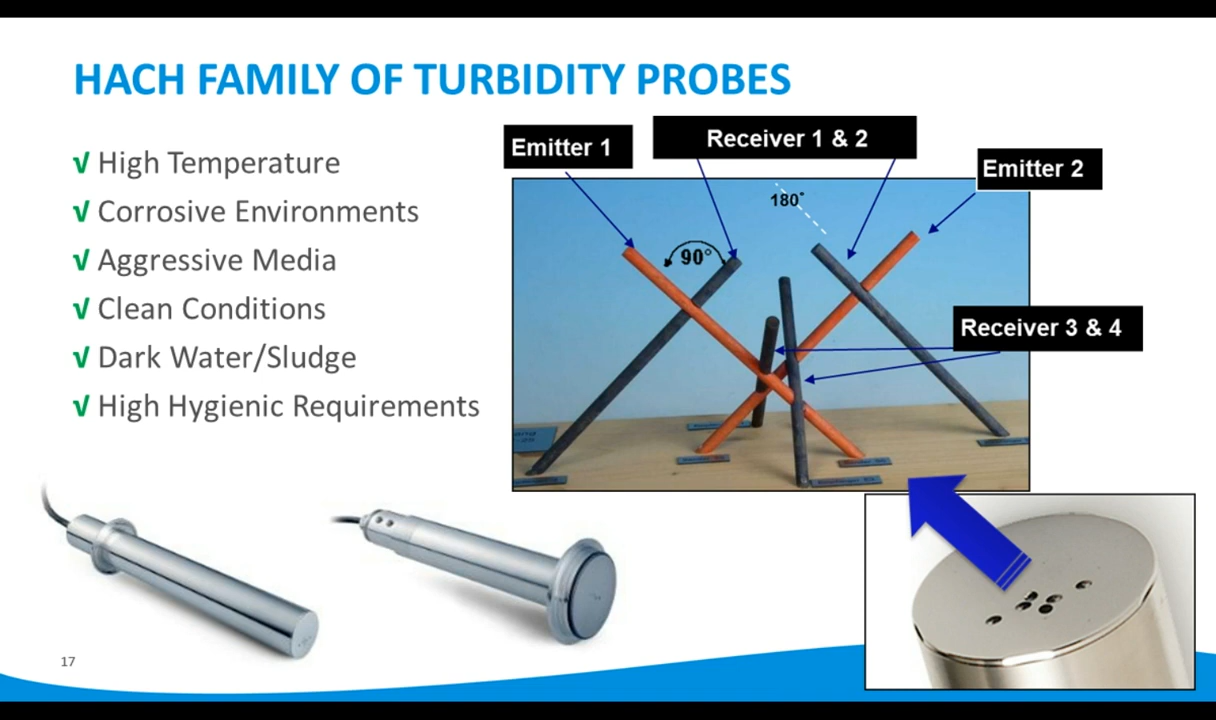 HACH FAMILY OF TURBIDITY PROBES
√ High Temperature
√ Corrosive Environments
√ Aggressive Media
√ Clean Conditions
√ Dark Water/Sludge
√ High Hygienic Requirements
Emitter 1
Receiver 1 & 2
Emitter 2
180°
90°
Receiver 3 & 4
17